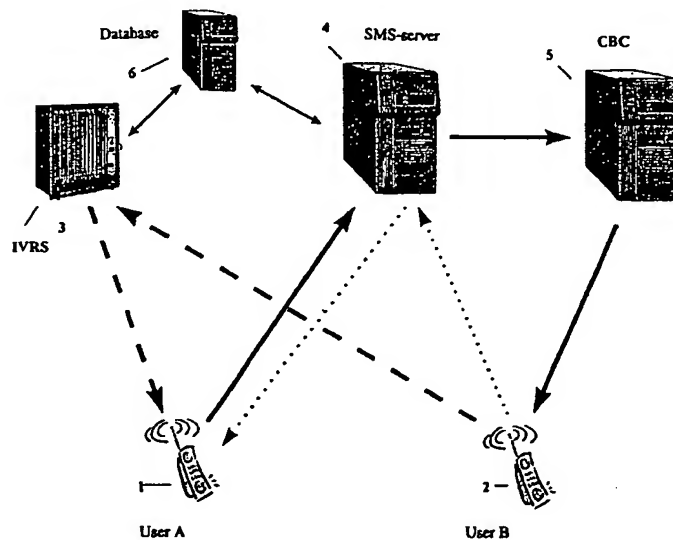 4
SMS-server
Database
CBC
5
6
3
IVRS
1
2
User A
User B